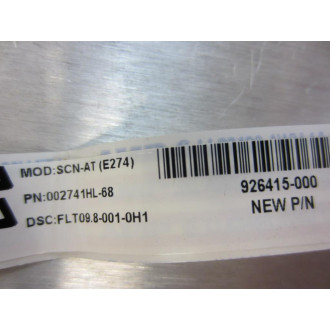 MOD:SCN-AT (E274)
PN:002741HL-68
DSC:FLT09.8-001-0H1
926415-000
NEW P/N